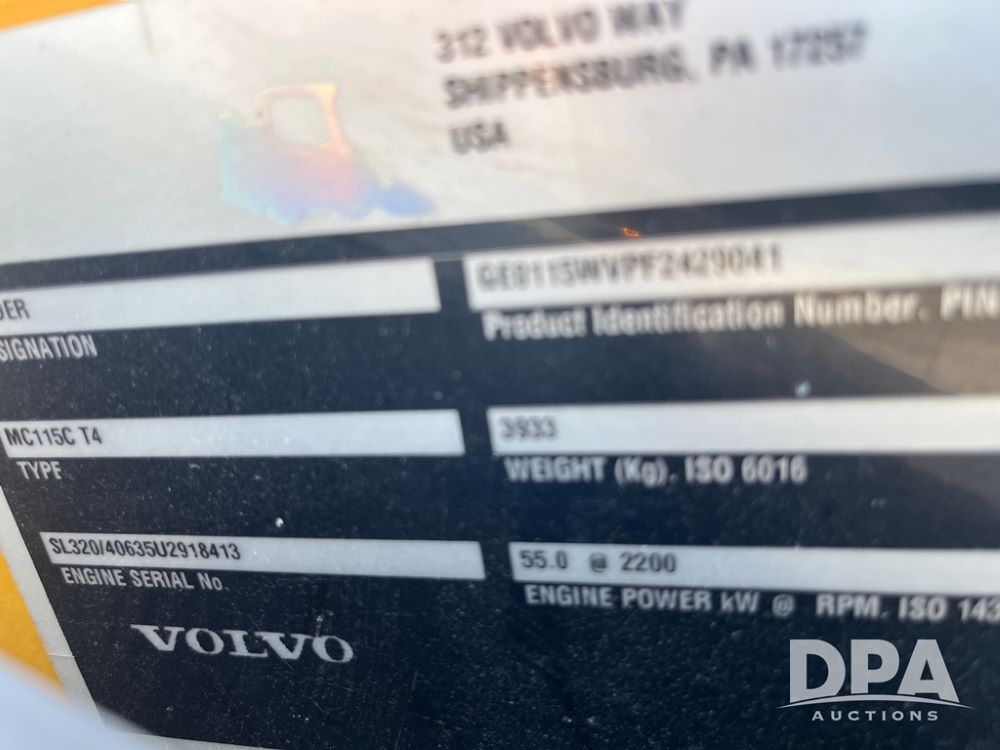 312 VOLVO WAY
SHIPPENSBURG, PA 17257
USA
DER
SIGNATION
GE0115WVPF2429041
Product Identification Number. PIN
MC115C T4
TYPE
3933
WEIGHT (Kg). ISO 6016
SL320/40635U2918413
ENGINE SERIAL No.
55.0 @ 2200
ENGINE POWER kW @ RPM. ISO 143
VOLVO
DPA
AUCTIONS